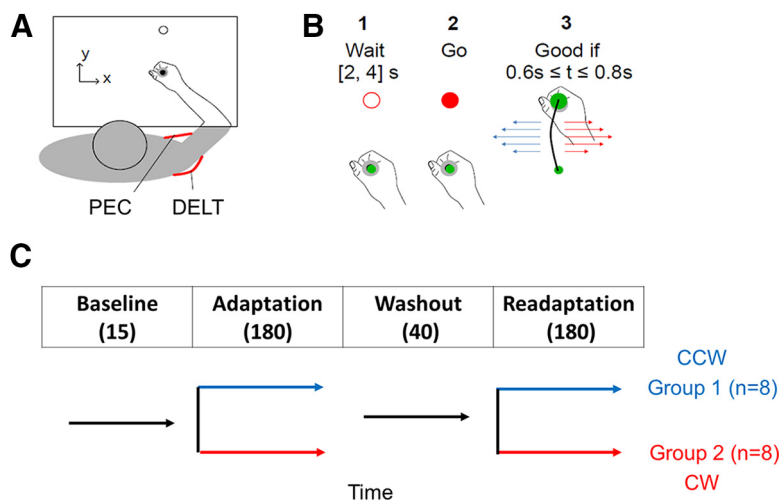 A
y
x
PEC
DELT
B
1
2
3
Wait
Go
Good if
[2, 4] s
0.6s ≤ t ≤ 0.8s
C
Baseline
(15)
Adaptation
(180)
Washout
(40)
Readaptation
(180)
CCW
Group 1 (n=8)
Group 2 (n=8)
CW
Time